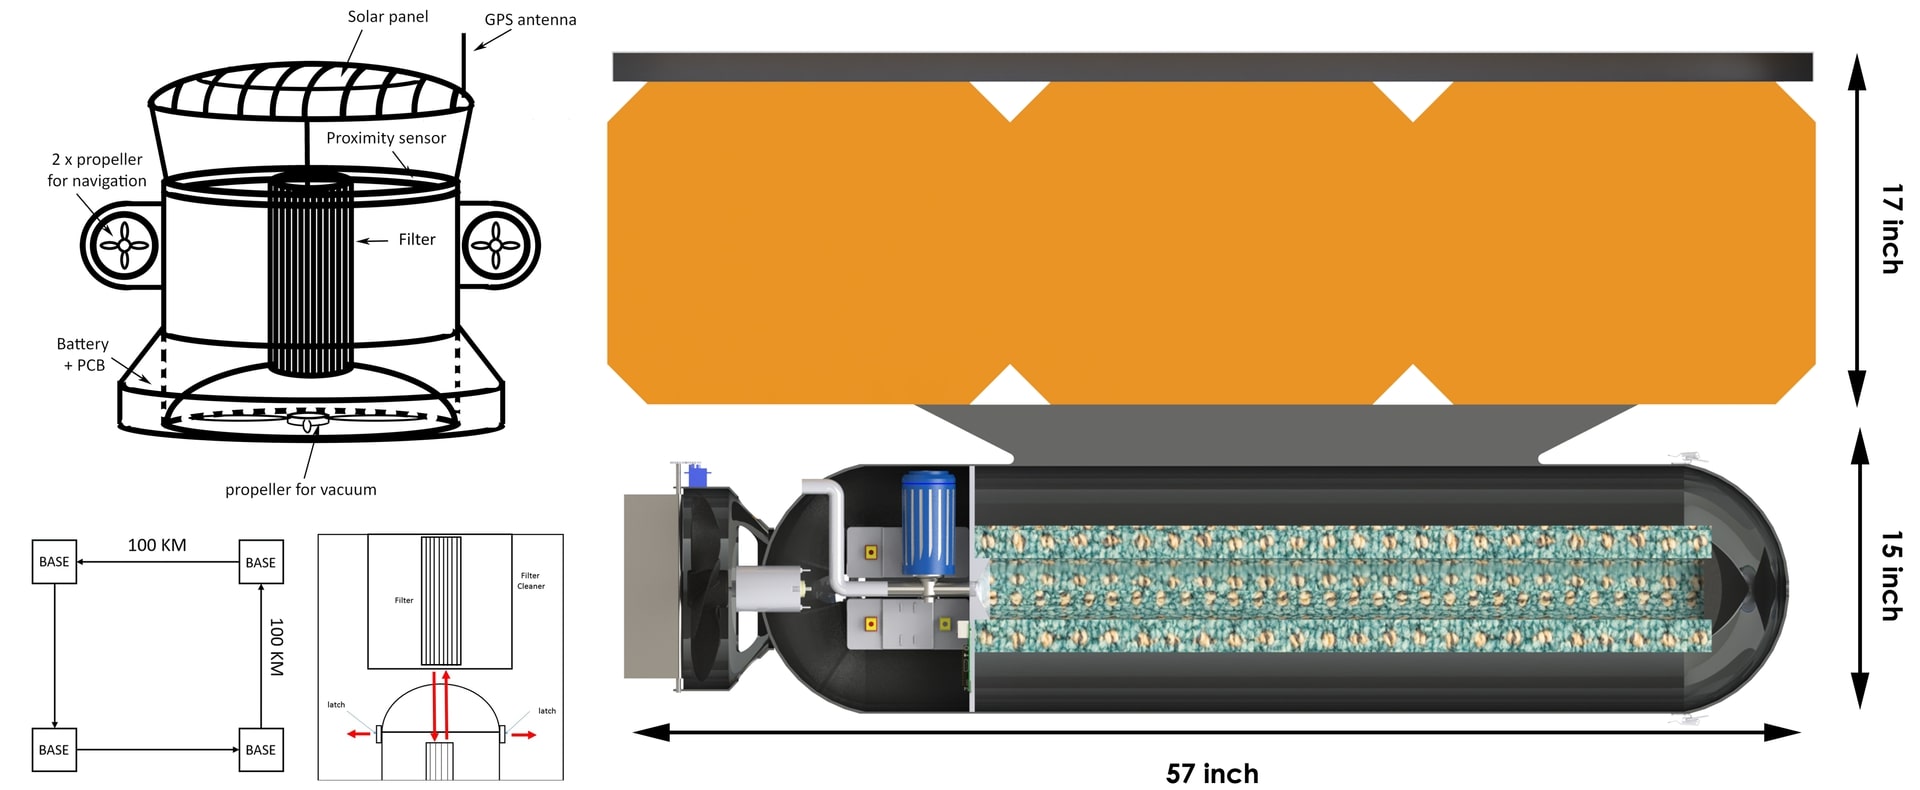 Solar panel
GPS antenna
Proximity sensor
2 x propeller
for navigation
Filter
Battery
+ PCB
propeller for vacuum
BASE
100 KM
BASE
100 KM
BASE
BASE
Filter
Filter
Cleaner
latch
latch
17 inch
15 inch
57 inch